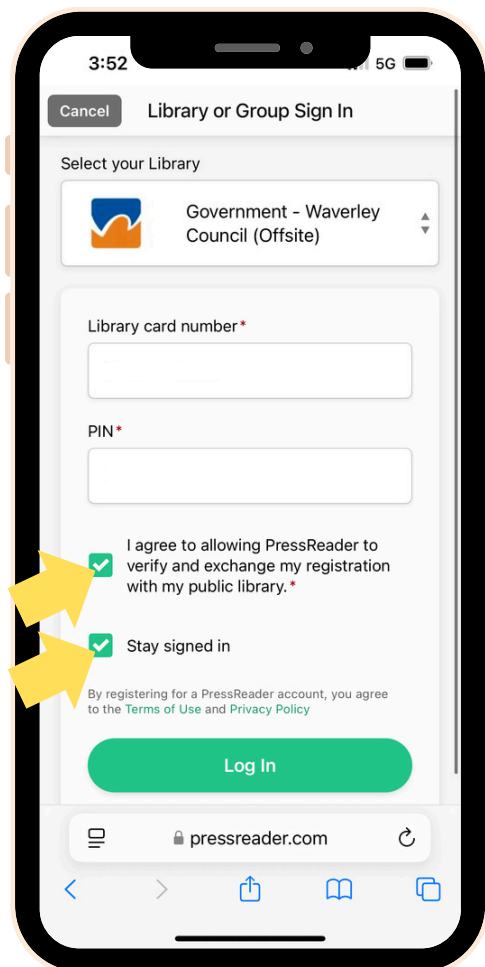 3:52
5G
Cancel
Library or Group Sign In
Select your Library
Government - Waverley
Council (Offsite)
Library card number*
PIN*
I agree to allowing PressReader to
verify and exchange my registration
with my public library.*
Stay signed in
By registering for a PressReader account, you agree
to the Terms of Use and Privacy Policy
Log In
pressreader.com